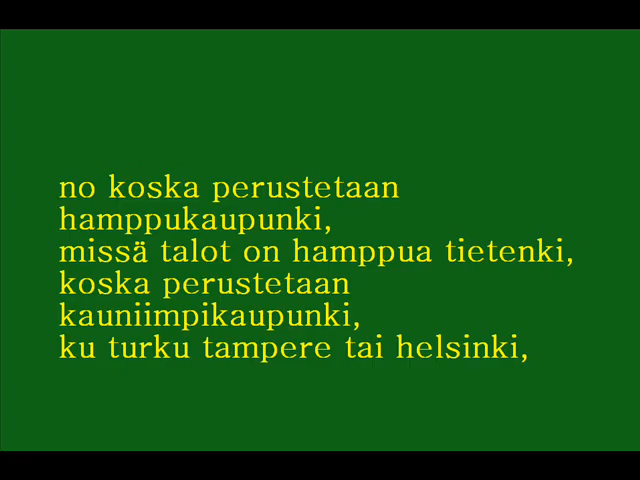 no koska perustetaan
hamppukaupunki,
missä talot on hamppua tietenki,
koska perustetaan
kauniimpikaupunki,
ku turku tampere tai helsinki,